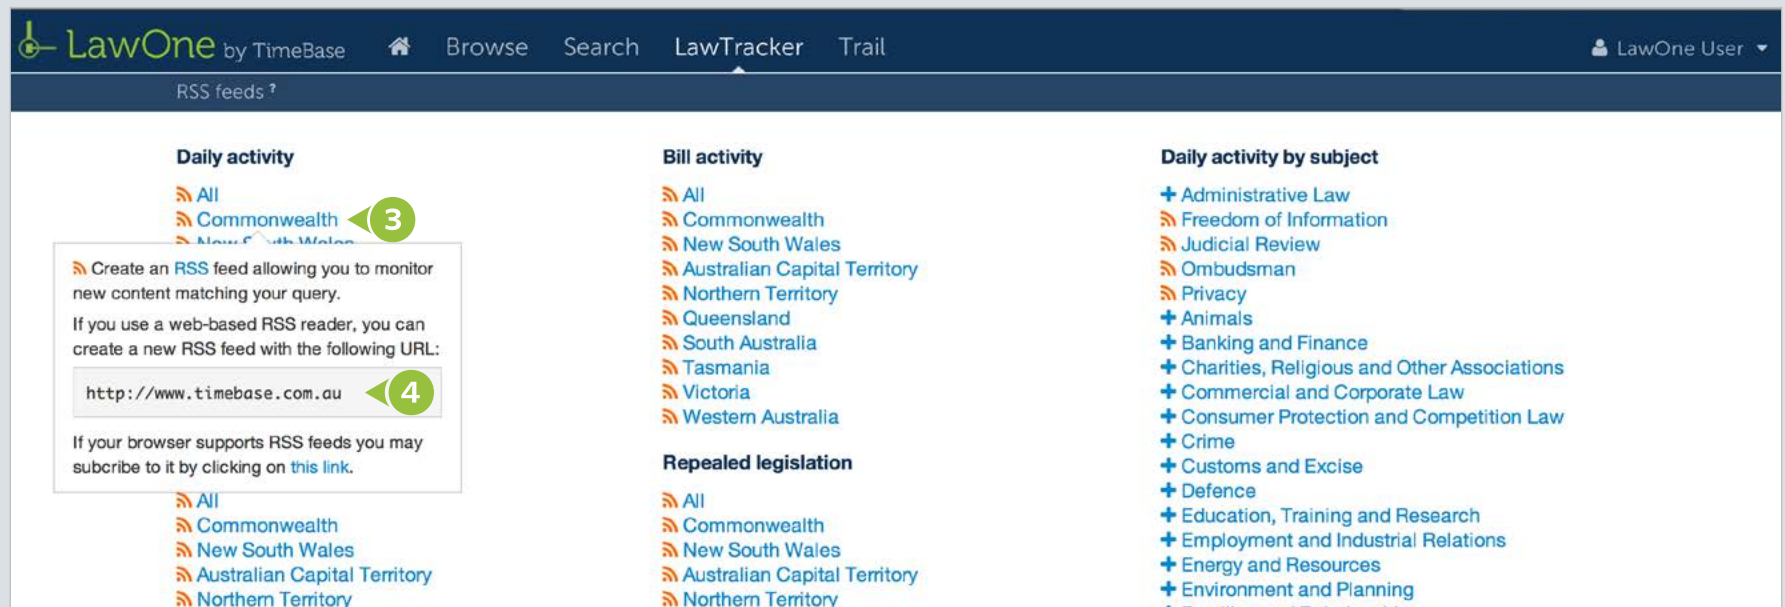 LawOne by TimeBase
Browse
Search
LawTracker
Trail
LawOne User
RSS feeds ?
Daily activity
All
Commonwealth
3
New South Wales
Create an RSS feed allowing you to monitor
new content matching your query.
If you use a web-based RSS reader, you can
create a new RSS feed with the following URL:
http://www.timebase.com.au
4
If your browser supports RSS feeds you may
subcribe to it by clicking on this link.
All
Commonwealth
New South Wales
Australian Capital Territory
Northern Territory
Bill activity
All
Commonwealth
New South Wales
Australian Capital Territory
Northern Territory
Queensland
South Australia
Tasmania
Victoria
Western Australia
Repealed legislation
All
Commonwealth
New South Wales
Australian Capital Territory
Northern Territory
Daily activity by subject
Administrative Law
Freedom of Information
Judicial Review
Ombudsman
Privacy
Animals
Banking and Finance
Charities, Religious and Other Associations
Commercial and Corporate Law
Consumer Protection and Competition Law
Crime
Customs and Excise
Defence
Education, Training and Research
Employment and Industrial Relations
Energy and Resources
Environment and Planning